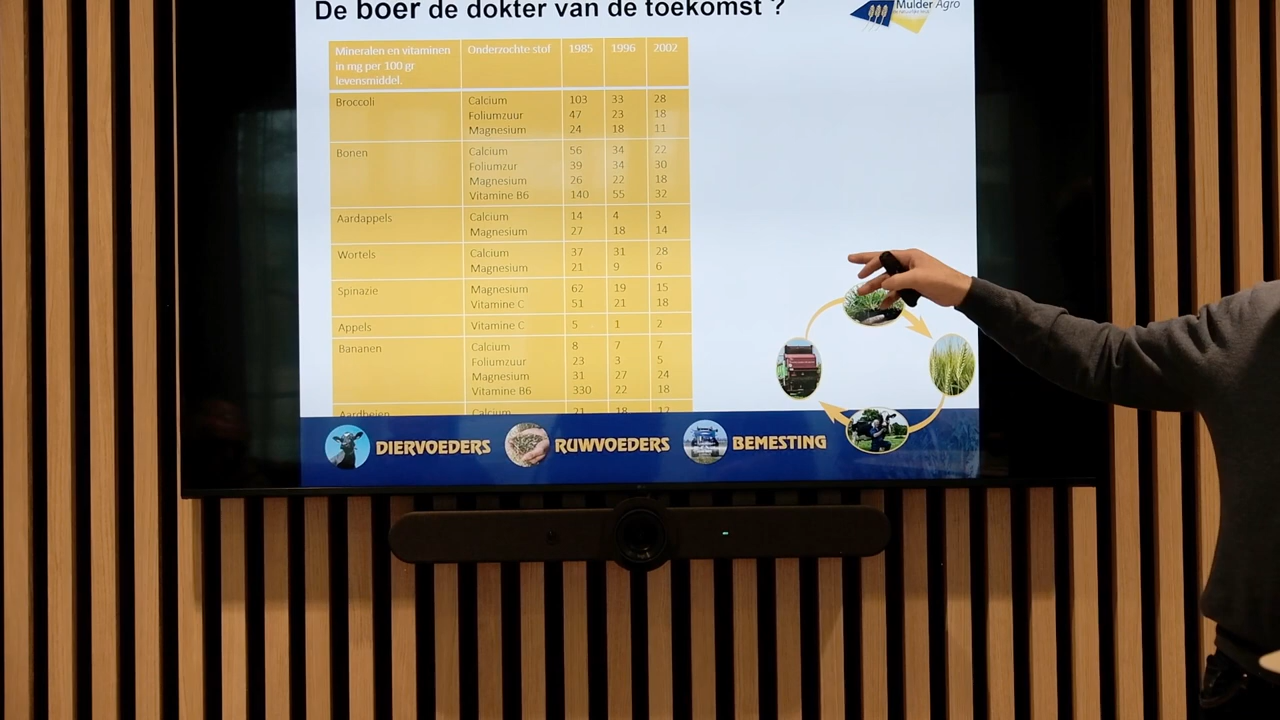 De boer de dokter van de toekomst ?
Mulder Agro
Mineralen en vitaminen in mg per 100 gr levensmiddel. Onderzochte stof 1985 1996 2002
Broccoli Calcium 103 33 28
Foliumzuur 47 23 18
Magnesium 24 18 11
Bonen Calcium 56 34 22
Foliumzur 39 34 30
Magnesium 26 22 18
Vitamine B6 140 55 32
Aardappels Calcium 14 4 3
Magnesium 27 18 14
Wortels Calcium 37 31 28
Magnesium 21 9 6
Spinazie Magnesium 62 19 15
Vitamine C 51 21 18
Appels Vitamine C 5 1 2
Bananen Calcium 8 7 7
Foliumzuur 23 3 5
Magnesium 31 27 24
Vitamine B6 330 22 18
Aardbeien Calcium 21 18 12
DIERVOEDERS RUWVOEDERS BEMESTING